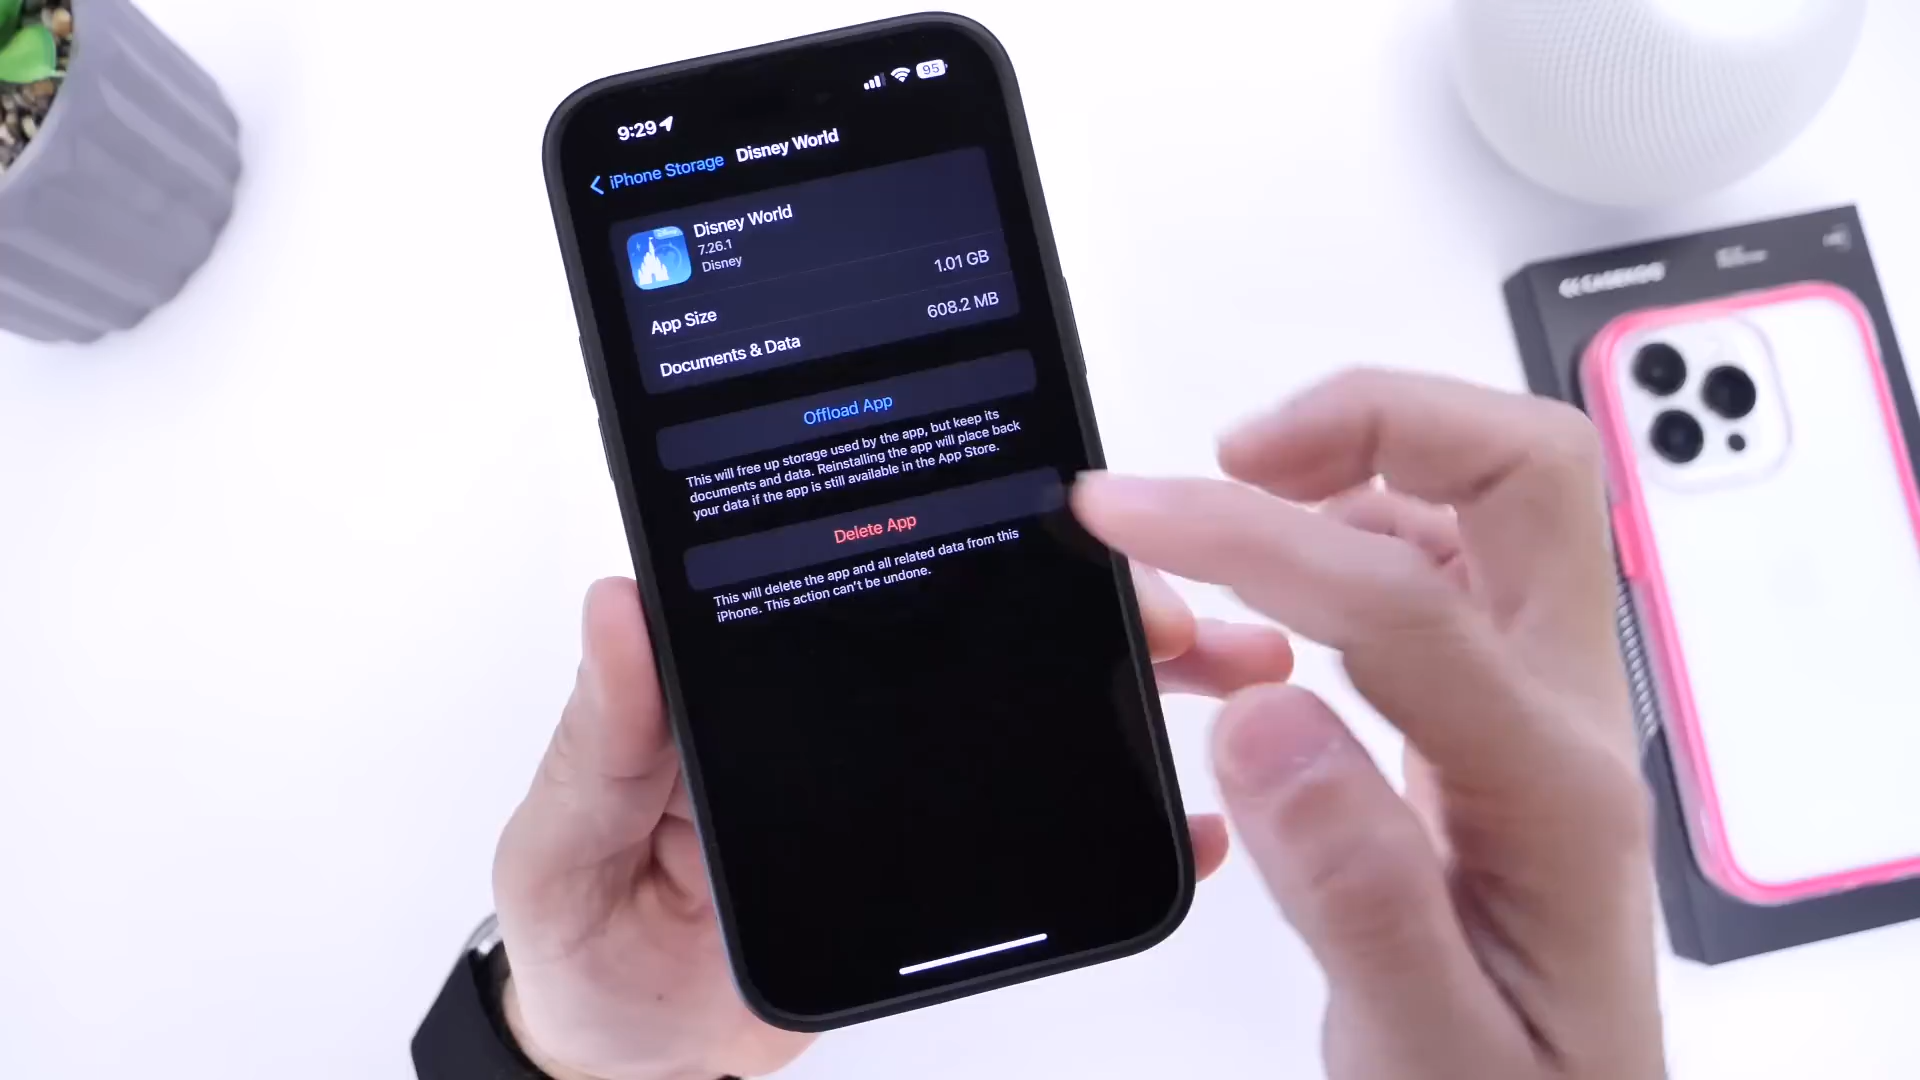 9:29
95
iPhone Storage
Disney World
Disney World
7.26.1
Disney
App Size
1.01 GB
Documents & Data
608.2 MB
Offload App
This will free up storage used by the app, but keep its
documents and data. Reinstalling the app will place back
your data if the app is still available in the App Store.
Delete App
This will delete the app and all related data from this
iPhone. This action can't be undone.